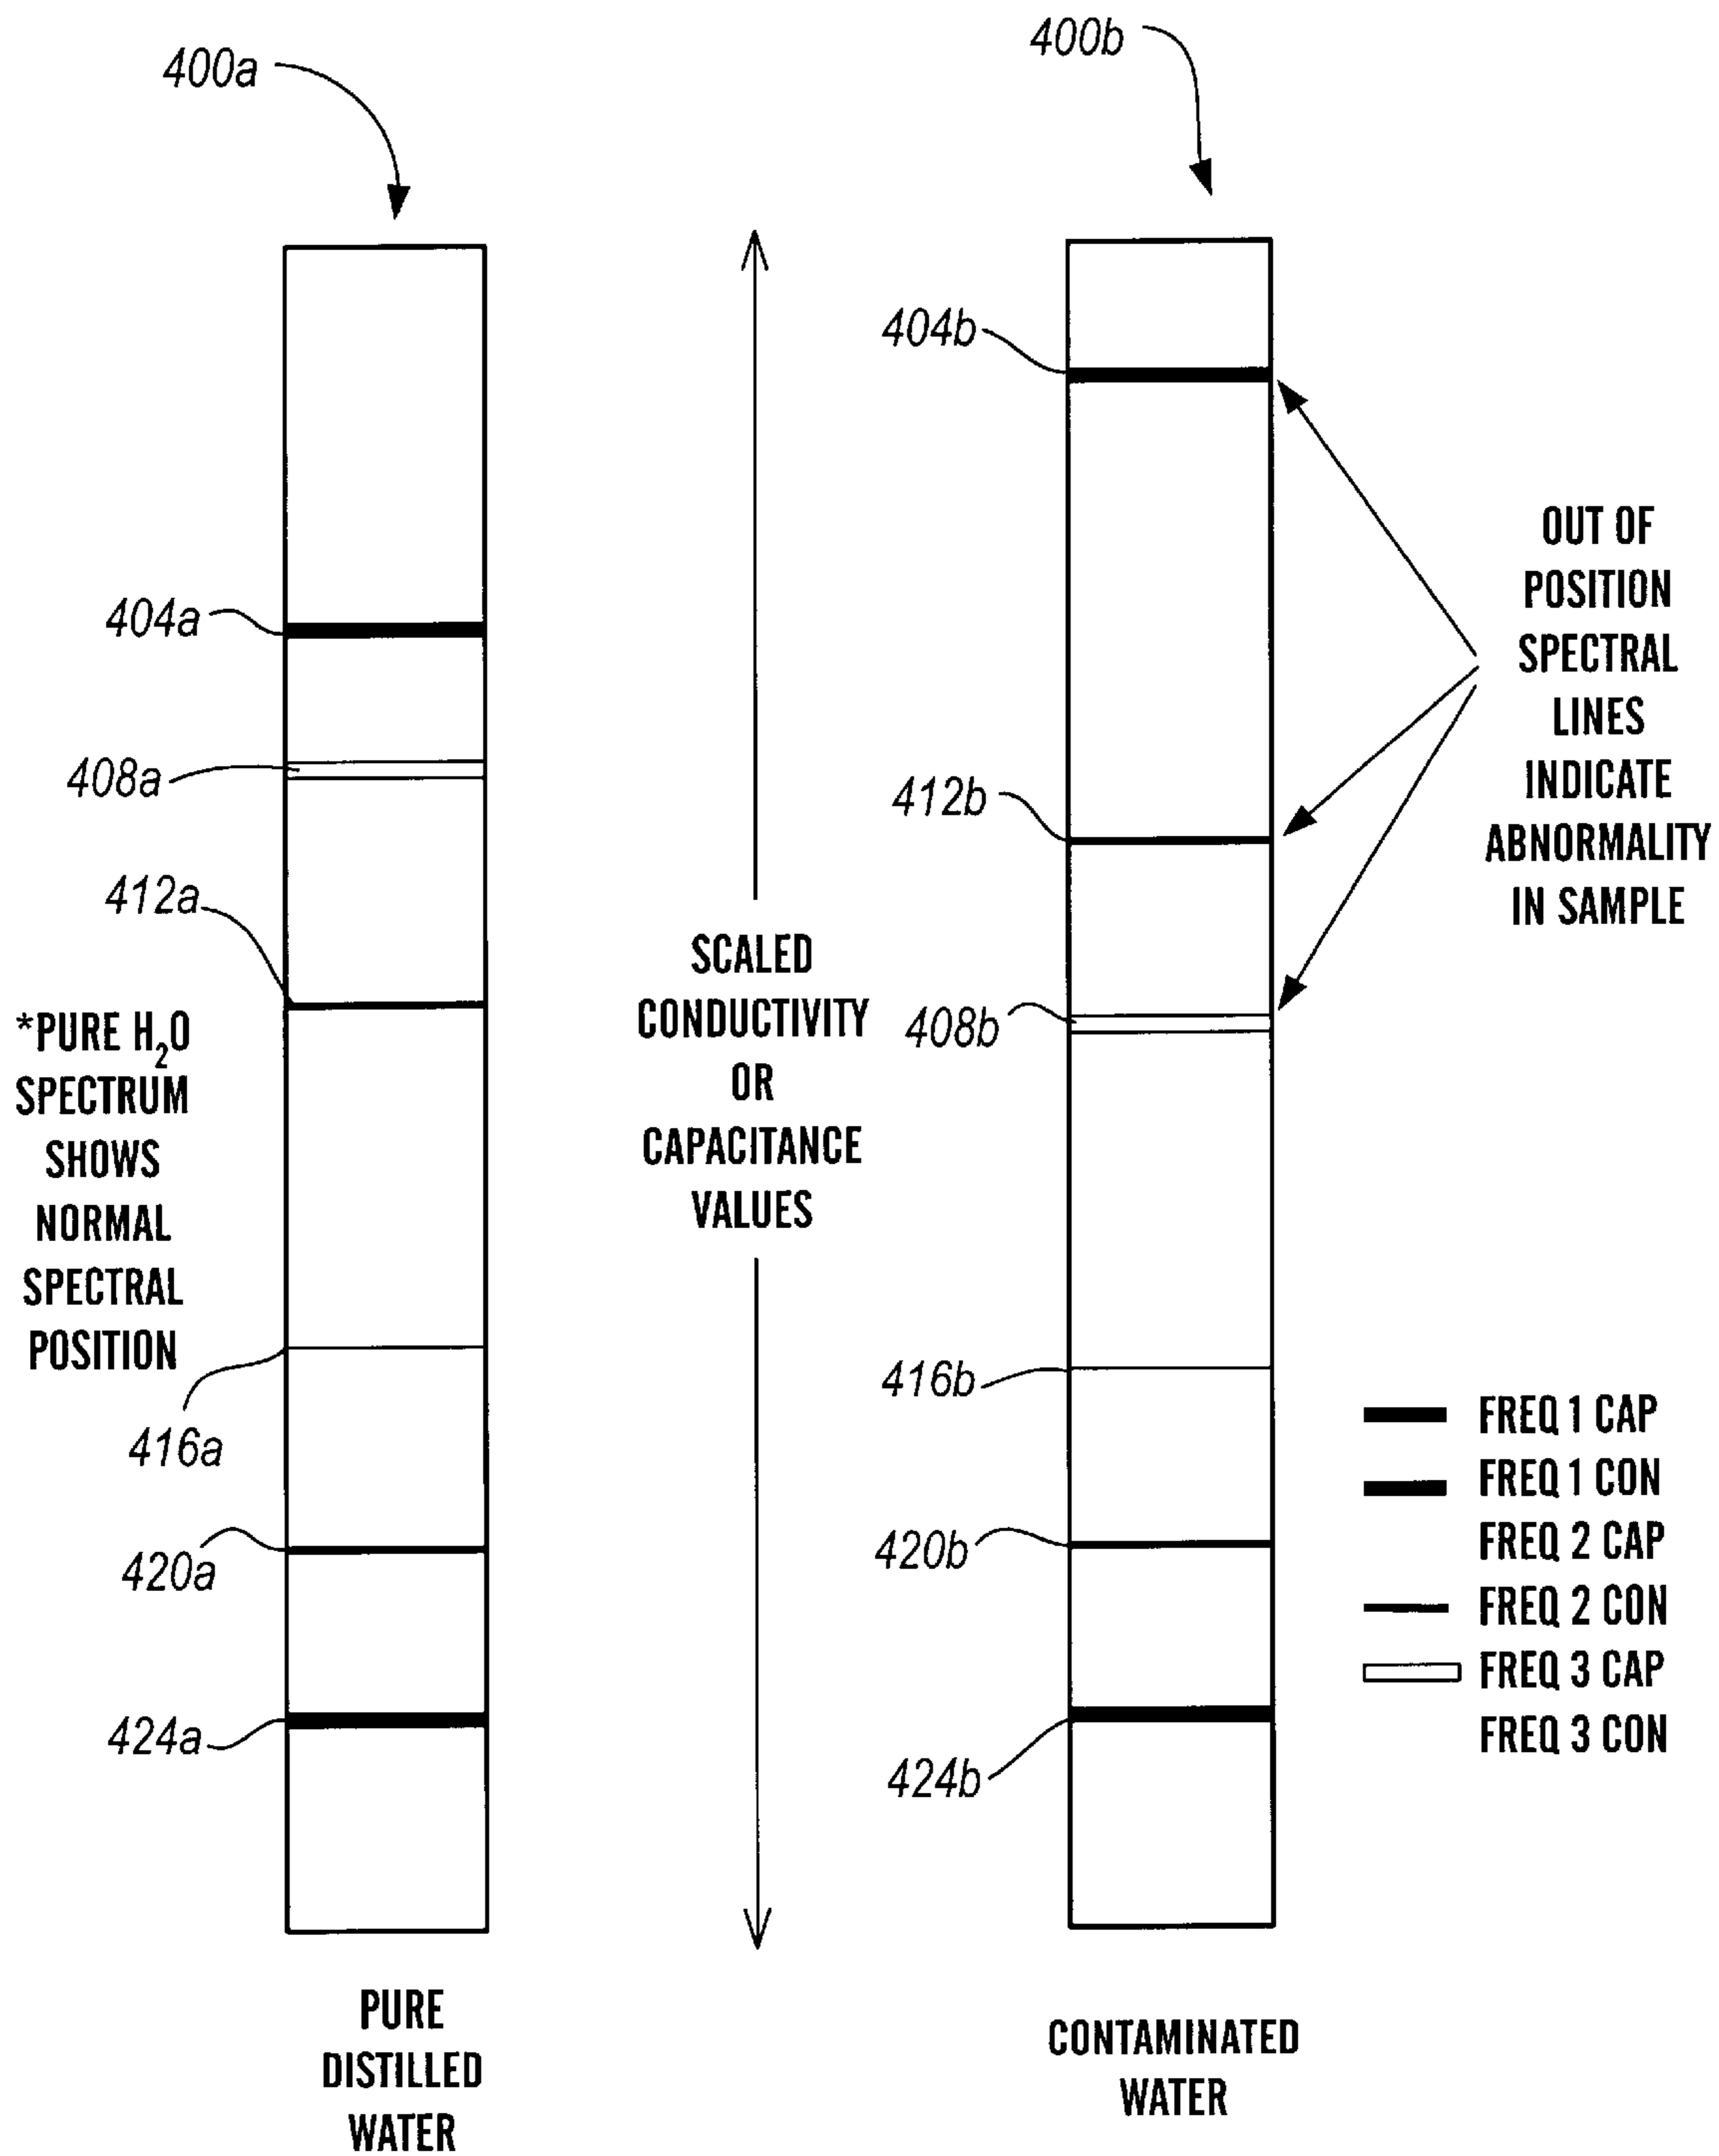 400a
400b
404b
404a
408a
412a
412b
408b
OUT OF
POSITION
SPECTRAL
LINES
INDICATE
ABNORMALITY
IN SAMPLE
*PURE H₂O
SPECTRUM
SHOWS
NORMAL
SPECTRAL
POSITION
SCALED
CONDUCTIVITY
OR
CAPACITANCE
VALUES
416a
416b
420a
420b
424a
424b
FREQ 1 CAP
FREQ 1 CON
FREQ 2 CAP
FREQ 2 CON
FREQ 3 CAP
FREQ 3 CON
PURE
DISTILLED
WATER
CONTAMINATED
WATER